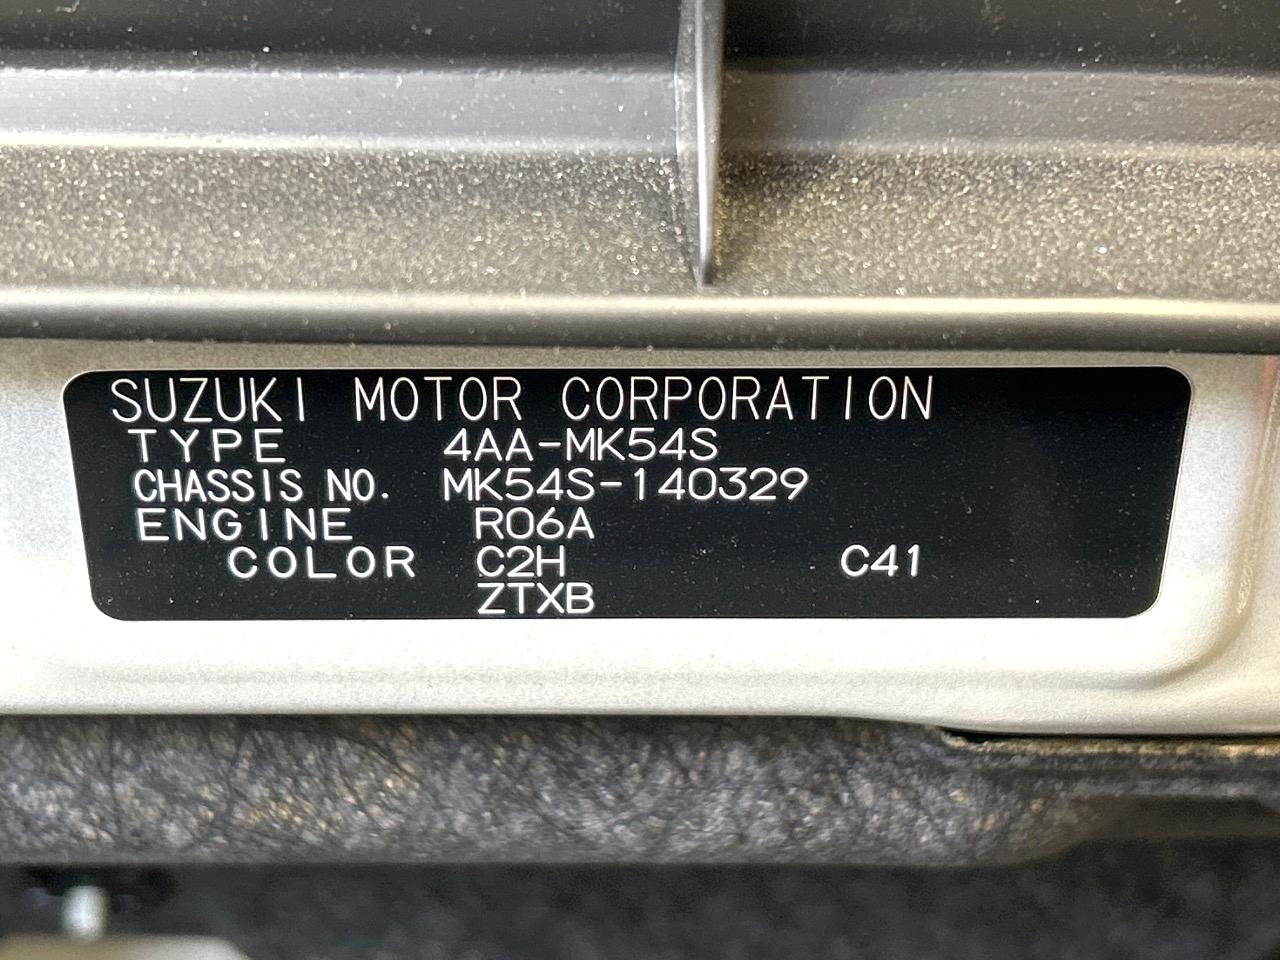 SUZUKI MOTOR CORPORATION
TYPE 4AA-MK54S
CHASSIS NO. MK54S-140329
ENGINE R06A
COLOR C2H C41
ZTXB